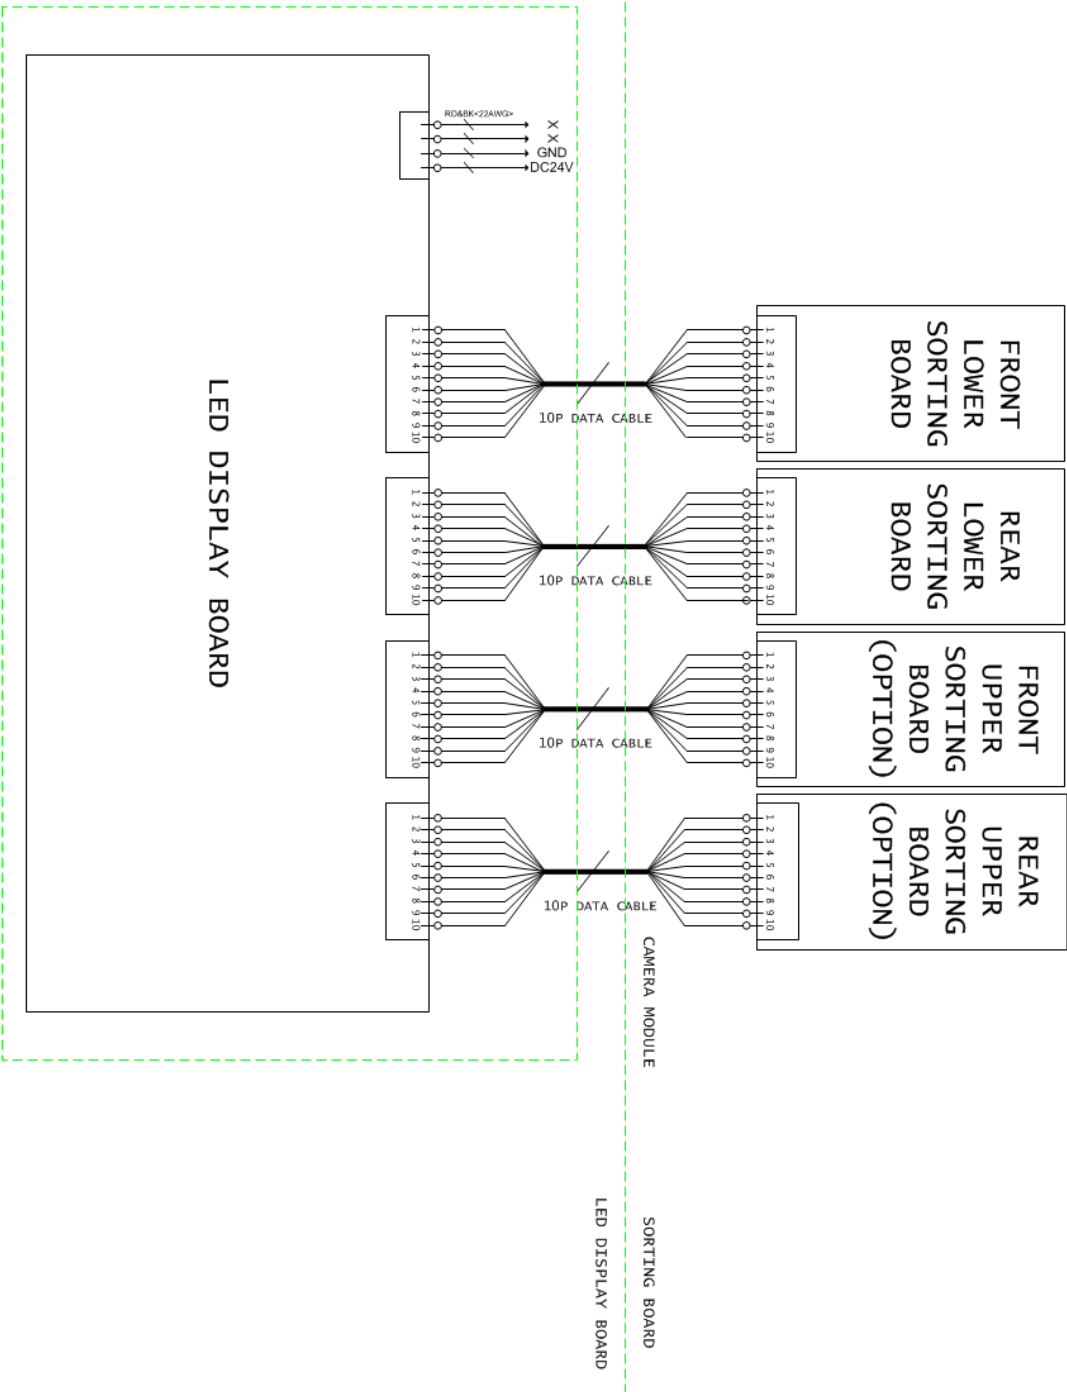 RD&BK<22AWG>
X
X
GND
DC24V
LED DISPLAY BOARD
1
2
3
4
5
6
7
8
9
10
10P DATA CABLE
1
2
3
4
5
6
7
8
9
10
FRONT
LOWER
SORTING
BOARD
1
2
3
4
5
6
7
8
9
10
10P DATA CABLE
1
2
3
4
5
6
7
8
9
10
REAR
LOWER
SORTING
BOARD
1
2
3
4
5
6
7
8
9
10
10P DATA CABLE
1
2
3
4
5
6
7
8
9
10
FRONT
UPPER
SORTING
BOARD
(OPTION)
1
2
3
4
5
6
7
8
9
10
10P DATA CABLE
1
2
3
4
5
6
7
8
9
10
REAR
UPPER
SORTING
BOARD
(OPTION)
CAMERA MODULE
SORTING BOARD
LED DISPLAY BOARD